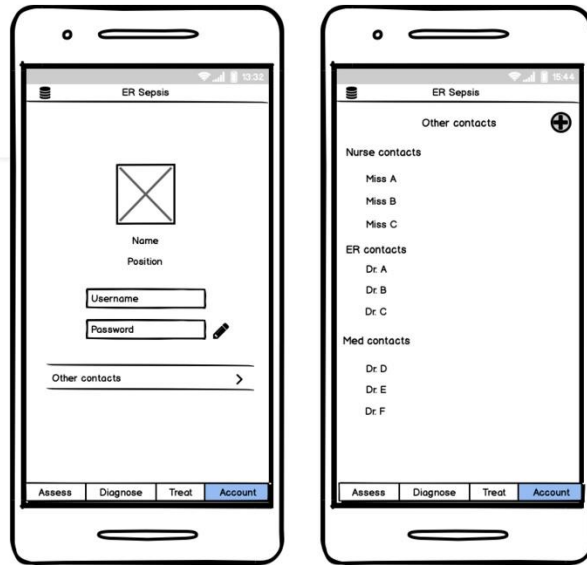 13:32
ER Sepsis
Name
Position
Username
Password
Other contacts
Assess Diagnose Treat Account
15:44
ER Sepsis
Other contacts
Nurse contacts
Miss A
Miss B
Miss C
ER contacts
Dr. A
Dr. B
Dr. C
Med contacts
Dr. D
Dr. E
Dr. F
Assess Diagnose Treat Account